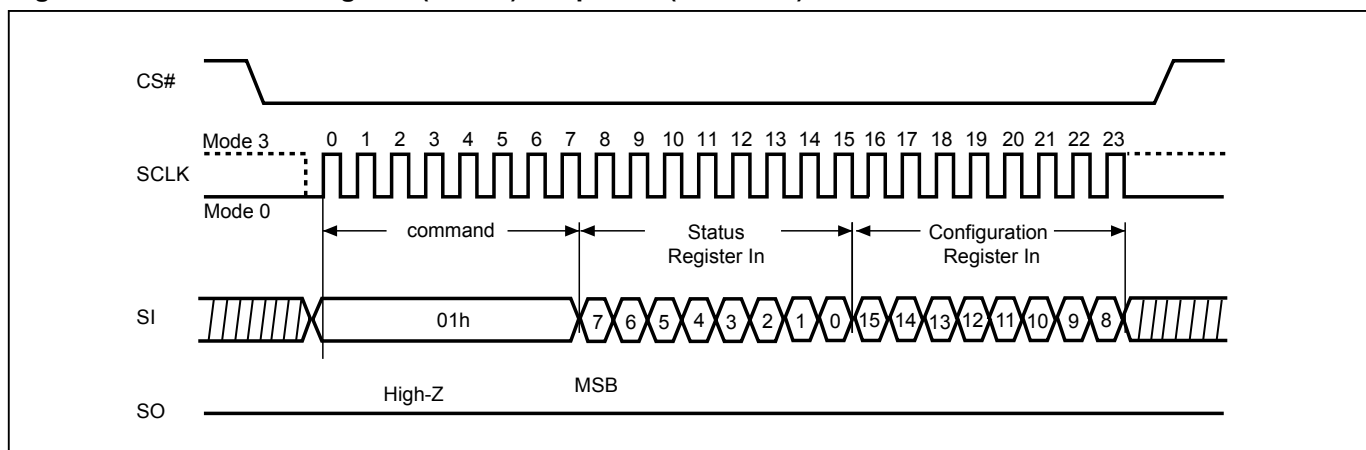 CS#
Mode 3
0 1 2 3 4 5 6 7 8 9 10 11 12 13 14 15 16 17 18 19 20 21 22 23
SCLK
Mode 0
command
Status
Register In
Configuration
Register In
SI
01h
7 6 5 4 3 2 1 0 15 14 13 12 11 10 9 8
High-Z
MSB
SO